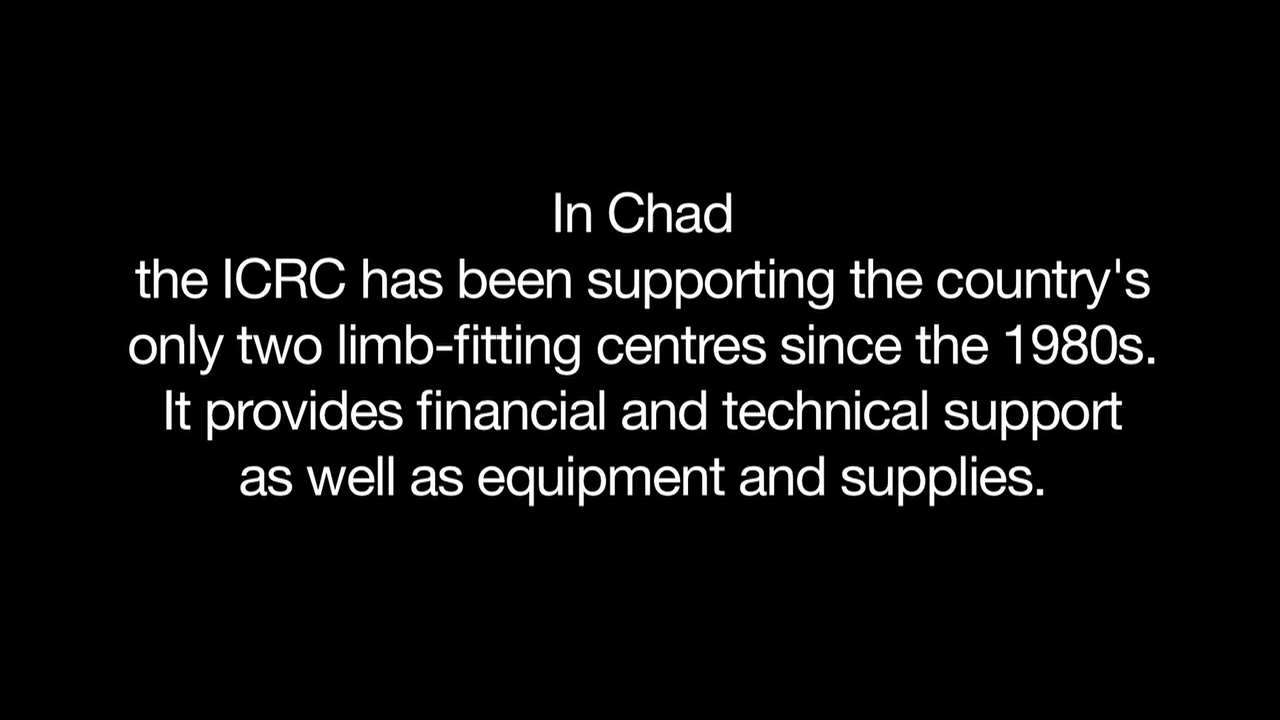 In Chad
the ICRC has been supporting the country's
only two limb-fitting centres since the 1980s.
It provides financial and technical support
as well as equipment and supplies.